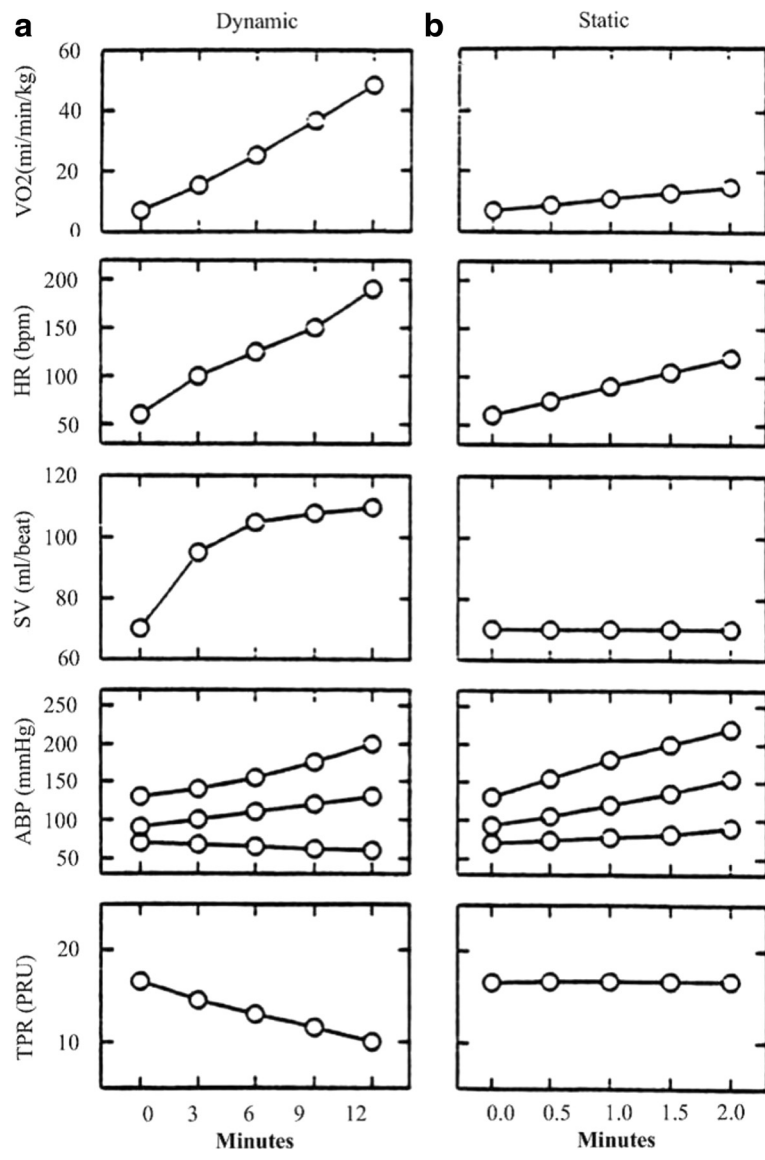 a Dynamic b Static
VO2(mi/min/kg)
60
40
20
0
HR (bpm)
200
150
100
50
SV (ml/beat)
120
100
80
60
ABP (mmHg)
250
200
150
100
50
TPR (PRU)
20
10
0 3 6 9 12 0.0 0.5 1.0 1.5 2.0
Minutes Minutes